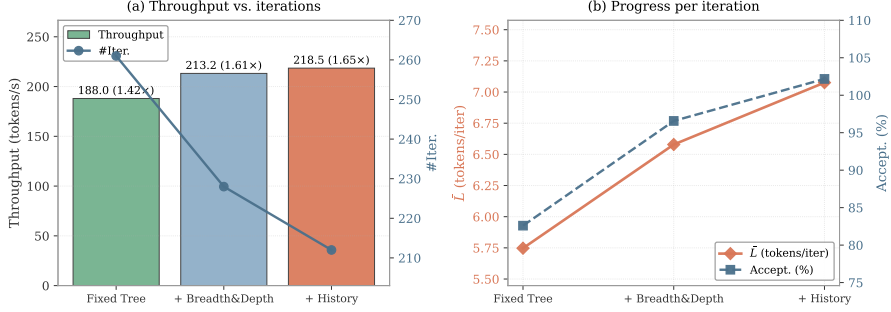 (a) Throughput vs. iterations
Throughput
#Iter.
188.0 (1.42×)
213.2 (1.61×)
218.5 (1.65×)
250
200
150
100
50
0
Throughput (tokens/s)
270
260
250
240
230
220
210
#Iter.
Fixed Tree
+ Breadth&Depth
+ History
(b) Progress per iteration
7.50
7.25
7.00
6.75
6.50
6.25
6.00
5.75
5.50
L̄ (tokens/iter)
110
105
100
95
90
85
80
75
Accept. (%)
L̄ (tokens/iter)
Accept. (%)
Fixed Tree
+ Breadth&Depth
+ History